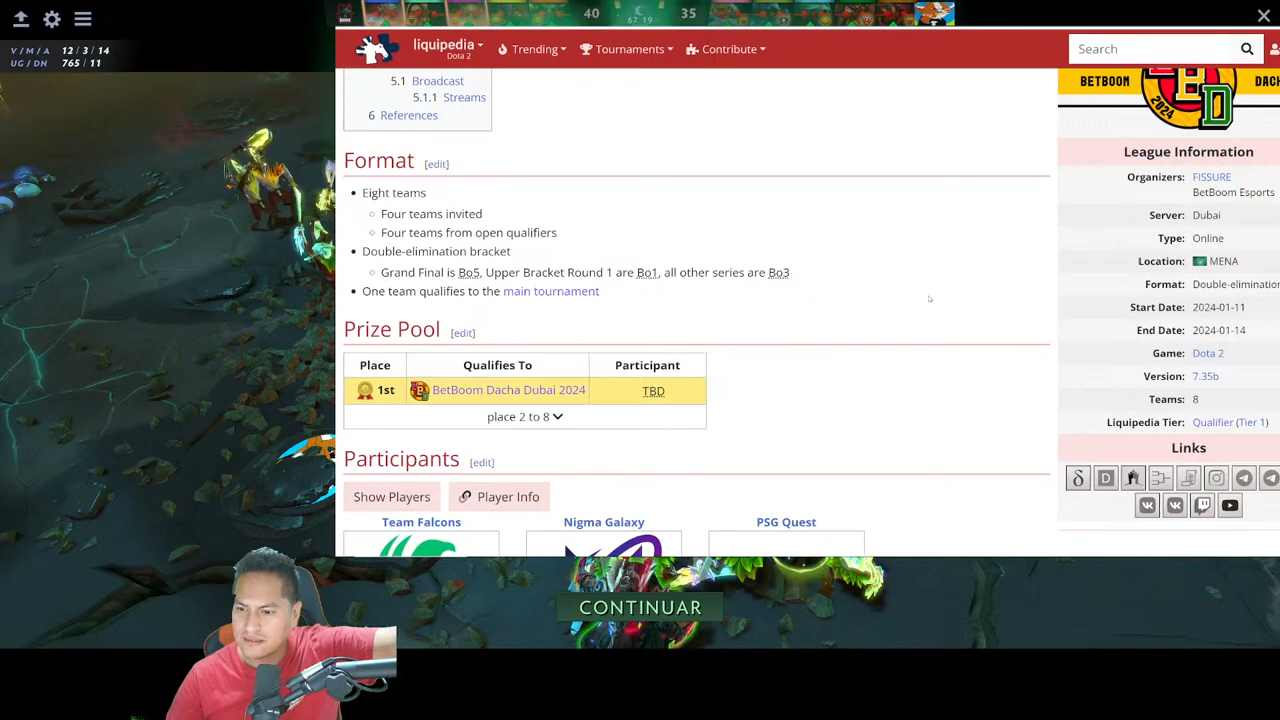 40 67:19 35
V / M / A 12 / 3 / 14
UG / DN 765 / 11
liquipedia
Dota 2
Trending
Tournaments
Contribute
Search
5.1 Broadcast
5.1.1 Streams
6 References
Format [edit]
Eight teams
Four teams invited
Four teams from open qualifiers
Double-elimination bracket
Grand Final is Bo5, Upper Bracket Round 1 are Bo1, all other series are Bo3
One team qualifies to the main tournament
Prize Pool [edit]
Place Qualifies To Participant
1st BetBoom Dacha Dubai 2024 TBD
place 2 to 8
Participants [edit]
Show Players Player Info
Team Falcons Nigma Galaxy PSG Quest
BETBOOM DACH
2024 BD
League Information
Organizers: FISSURE
BetBoom Esports
Server: Dubai
Type: Online
Location: MENA
Format: Double-elimination
Start Date: 2024-01-11
End Date: 2024-01-14
Game: Dota 2
Version: 7.35b
Teams: 8
Liquipedia Tier: Qualifier (Tier 1)
Links
CONTINUAR